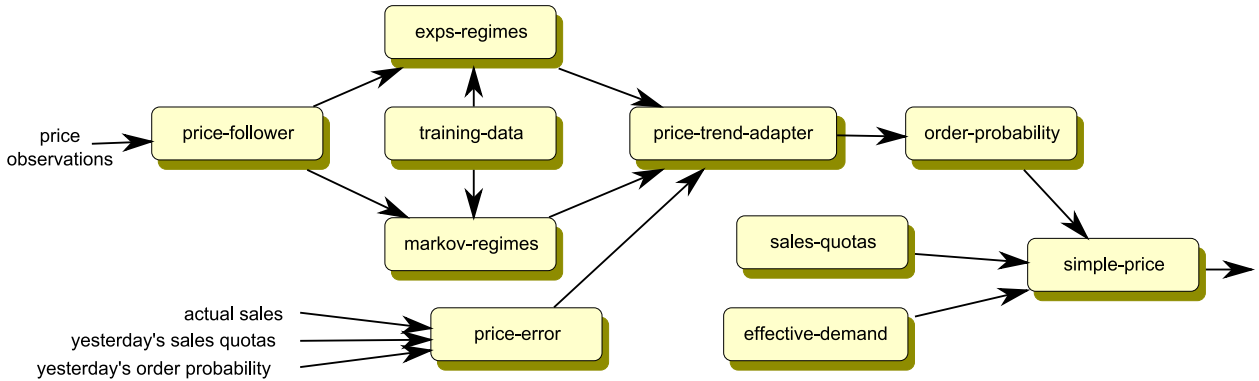 exps-regimes
price-follower
training-data
price-trend-adapter
order-probability
price
observations
markov-regimes
sales-quotas
simple-price
actual sales
yesterday's sales quotas
yesterday's order probability
price-error
effective-demand